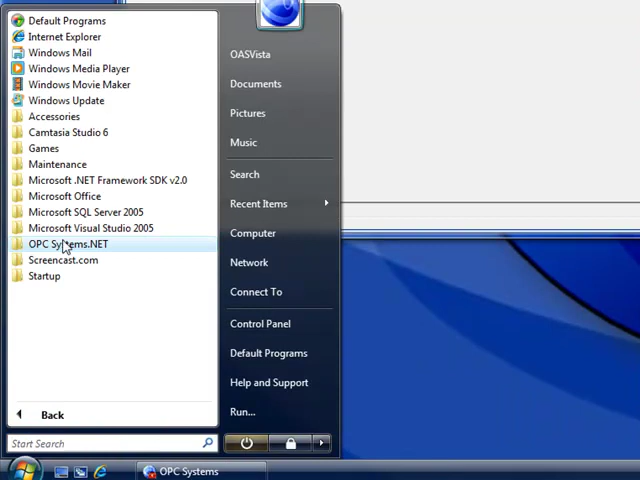 Default Programs
Internet Explorer
Windows Mail
Windows Media Player
Windows Movie Maker
Windows Update
Accessories
Camtasia Studio 6
Games
Maintenance
Microsoft .NET Framework SDK v2.0
Microsoft Office
Microsoft SQL Server 2005
Microsoft Visual Studio 2005
OPC Systems.NET
Screencast.com
Startup
Back
Start Search
OASVista
Documents
Pictures
Music
Search
Recent Items
Computer
Network
Connect To
Control Panel
Default Programs
Help and Support
Run...
OPC Systems